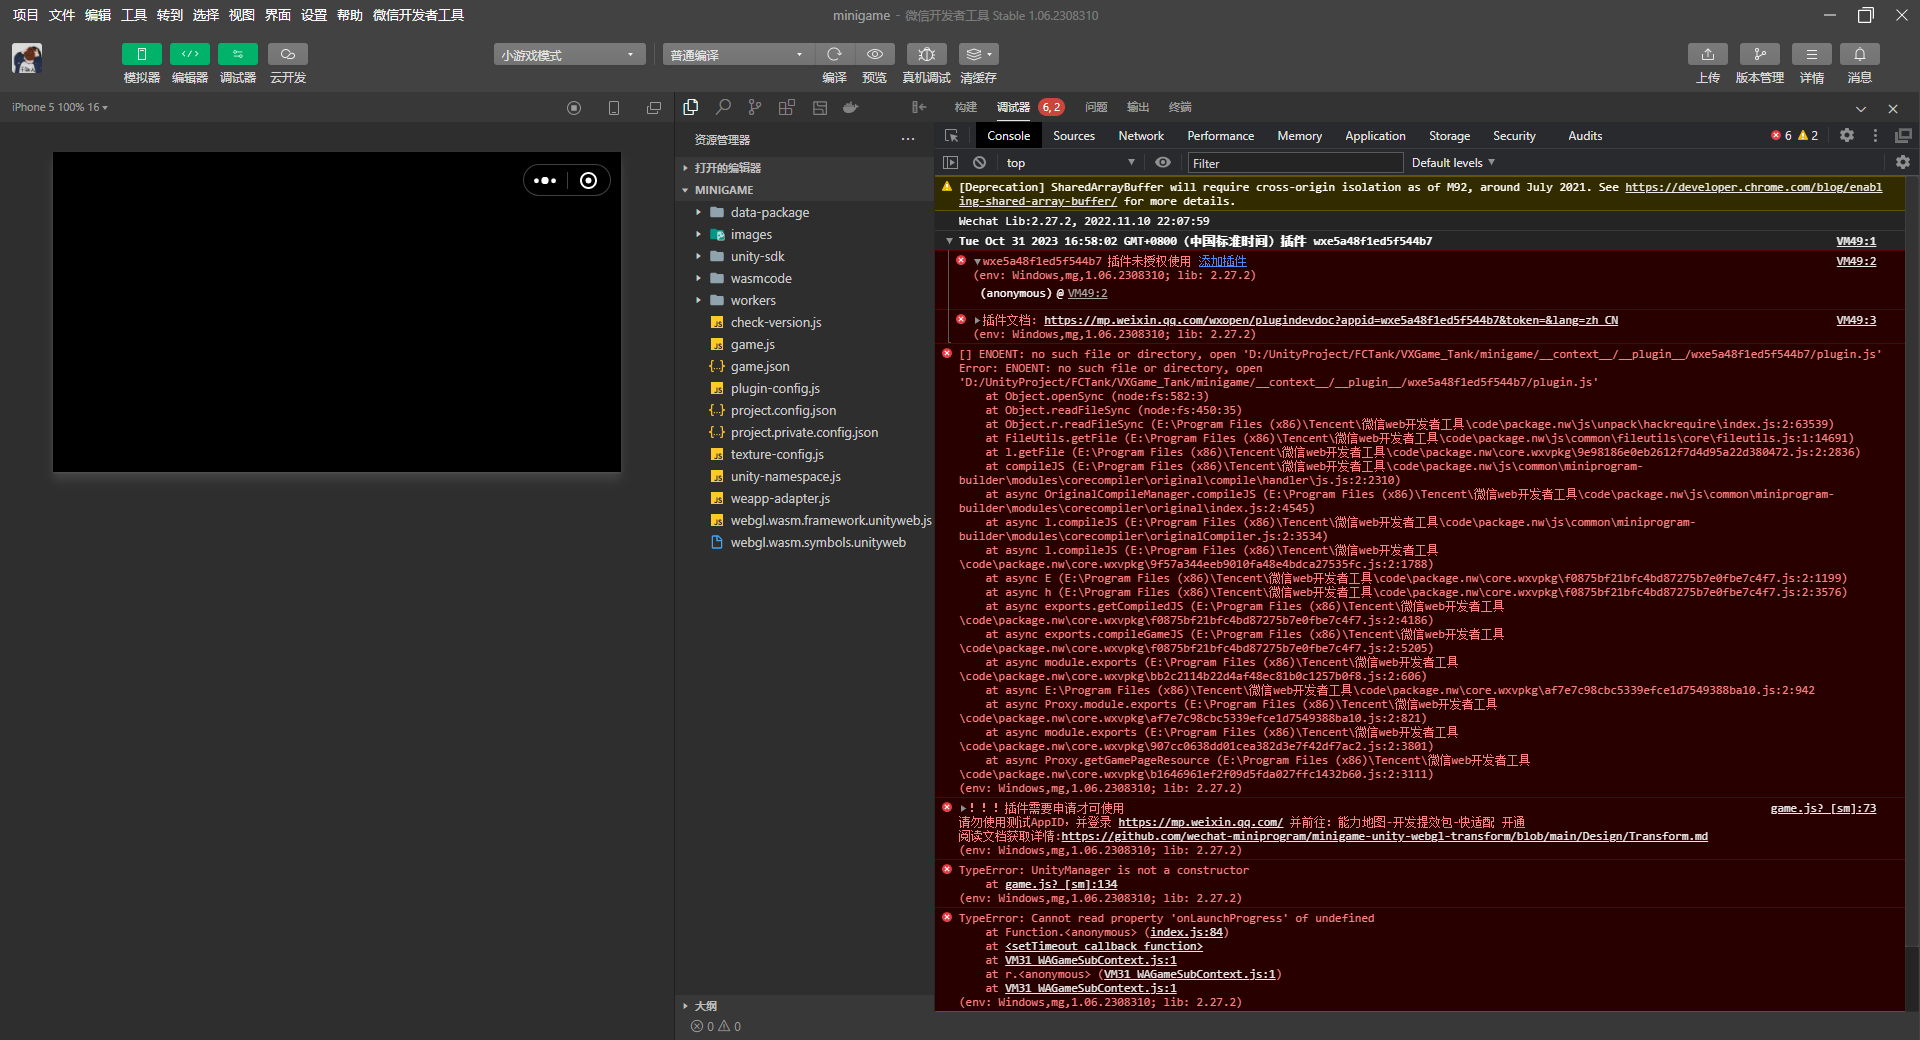 项目 文件 编辑 工具 转到 选择 视图 界面 设置 帮助 微信开发者工具
minigame - 微信开发者工具 Stable 1.06.2308310
模拟器 编辑器 调试器 云开发
小游戏模式
普通编译
编译 预览 真机调试 清缓存
上传 版本管理 详情 消息
iPhone 5 100% 16
资源管理器
打开的编辑器
MINIGAME
data-package
images
unity-sdk
wasmcode
workers
check-version.js
game.js
game.json
plugin-config.js
project.config.json
project.private.config.json
texture-config.js
unity-namespace.js
weapp-adapter.js
webgl.wasm.framework.unityweb.js
webgl.wasm.symbols.unityweb
大纲
0 0
构建 调试器 6, 2 问题 输出 终端
Console Sources Network Performance Memory Application Storage Security Audits 6 2
top Filter Default levels
[Deprecation] SharedArrayBuffer will require cross-origin isolation as of M92, around July 2021. See https://developer.chrome.com/blog/enabl
ing-shared-array-buffer/ for more details.
Wechat Lib:2.27.2, 2022.11.10 22:07:59
Tue Oct 31 2023 16:58:02 GMT+0800 (中国标准时间) 插件 wxe5a48f1ed5f544b7 VM49:1
wxe5a48f1ed5f544b7 插件未授权使用 添加插件 VM49:2
(env: Windows,mg,1.06.2308310; lib: 2.27.2)
(anonymous) @ VM49:2
插件文档: https://mp.weixin.qq.com/wxopen/plugindevdoc?appid=wxe5a48f1ed5f544b7&token=&lang=zh_CN VM49:3
(env: Windows,mg,1.06.2308310; lib: 2.27.2)
[] ENOENT: no such file or directory, open 'D:/UnityProject/FCTank/VXGame_Tank/minigame/__context__/__plugin__/wxe5a48f1ed5f544b7/plugin.js'
Error: ENOENT: no such file or directory, open
'D:/UnityProject/FCTank/VXGame_Tank/minigame/__context__/__plugin__/wxe5a48f1ed5f544b7/plugin.js'
at Object.openSync (node:fs:582:3)
at Object.readFileSync (node:fs:450:35)
at Object.r.readFileSync (E:\Program Files (x86)\Tencent\微信web开发者工具\code\package.nw\js\unpack\hackrequire\index.js:2:63539)
at FileUtils.getFile (E:\Program Files (x86)\Tencent\微信web开发者工具\code\package.nw\js\common\fileutils\core\fileutils.js:1:14691)
at l.getFile (E:\Program Files (x86)\Tencent\微信web开发者工具\code\package.nw\core.wxvpkg\9e98186e0eb2612f7d4d95a22d380472.js:2:2836)
at compileJS (E:\Program Files (x86)\Tencent\微信web开发者工具\code\package.nw\js\common\miniprogram-
builder\modules\corecompiler\original\compile\handler\js.js:2:2310)
at async OriginalCompileManager.compileJS (E:\Program Files (x86)\Tencent\微信web开发者工具\code\package.nw\js\common\miniprogram-
builder\modules\corecompiler\original\index.js:2:4545)
at async l.compileJS (E:\Program Files (x86)\Tencent\微信web开发者工具\code\package.nw\js\common\miniprogram-
builder\modules\corecompiler\originalCompiler.js:2:3534)
at async l.compileJS (E:\Program Files (x86)\Tencent\微信web开发者工具
\code\package.nw\core.wxvpkg\9f57a344eeb9010fa48e4bdca27535fc.js:2:1788)
at async E (E:\Program Files (x86)\Tencent\微信web开发者工具\code\package.nw\core.wxvpkg\f0875bf21bfc4bd87275b7e0fbe7c4f7.js:2:1199)
at async h (E:\Program Files (x86)\Tencent\微信web开发者工具\code\package.nw\core.wxvpkg\f0875bf21bfc4bd87275b7e0fbe7c4f7.js:2:3576)
at async exports.getCompiledJS (E:\Program Files (x86)\Tencent\微信web开发者工具
\code\package.nw\core.wxvpkg\f0875bf21bfc4bd87275b7e0fbe7c4f7.js:2:4186)
at async exports.compileGameJS (E:\Program Files (x86)\Tencent\微信web开发者工具
\code\package.nw\core.wxvpkg\f0875bf21bfc4bd87275b7e0fbe7c4f7.js:2:5205)
at async module.exports (E:\Program Files (x86)\Tencent\微信web开发者工具
\code\package.nw\core.wxvpkg\bb2c2114b22d4af48ec81b0c1257b0f8.js:2:606)
at async E:\Program Files (x86)\Tencent\微信web开发者工具\code\package.nw\core.wxvpkg\af7e7c98cbc5339efce1d7549388ba10.js:2:942
at async Proxy.module.exports (E:\Program Files (x86)\Tencent\微信web开发者工具
\code\package.nw\core.wxvpkg\af7e7c98cbc5339efce1d7549388ba10.js:2:821)
at async module.exports (E:\Program Files (x86)\Tencent\微信web开发者工具
\code\package.nw\core.wxvpkg\907cc0638dd01cea382d3e7f42df7ac2.js:2:3801)
at async Proxy.getGamePageResource (E:\Program Files (x86)\Tencent\微信web开发者工具
\code\package.nw\core.wxvpkg\b1646961ef2f09d5fda027ffc1432b60.js:2:3111)
(env: Windows,mg,1.06.2308310; lib: 2.27.2)
！！！插件需要申请才可使用 game.js? [sm]:73
请勿使用测试AppID，并登录 https://mp.weixin.qq.com/ 并前往：能力地图-开发提效包-快适配 开通
阅读文档获取详情:https://github.com/wechat-miniprogram/minigame-unity-webgl-transform/blob/main/Design/Transform.md
(env: Windows,mg,1.06.2308310; lib: 2.27.2)
TypeError: UnityManager is not a constructor
at game.js? [sm]:134
(env: Windows,mg,1.06.2308310; lib: 2.27.2)
TypeError: Cannot read property 'onLaunchProgress' of undefined
at Function.<anonymous> (index.js:84)
at <setTimeout callback function>
at VM31 WAGameSubContext.js:1
at r.<anonymous> (VM31 WAGameSubContext.js:1)
at VM31 WAGameSubContext.js:1
(env: Windows,mg,1.06.2308310; lib: 2.27.2)